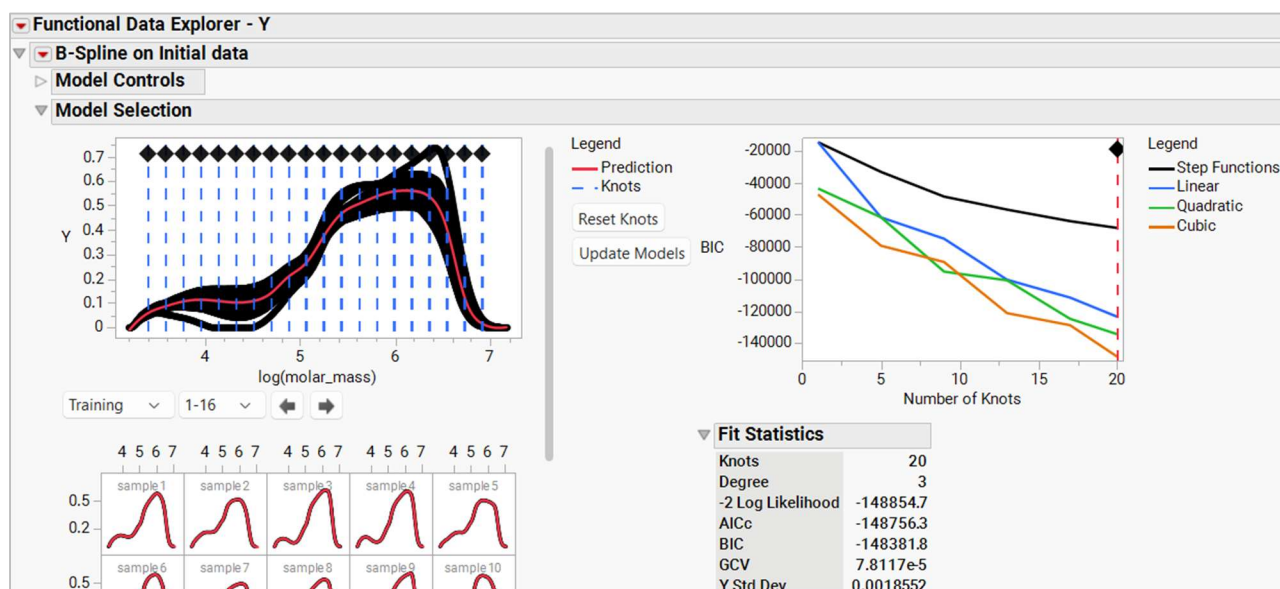 Functional Data Explorer - Y
B-Spline on Initial data
Model Controls
Model Selection
0.7
0.6
0.5
0.4
0.3
0.2
0.1
0
Y
4 5 6 7
log(molar_mass)
Legend
Prediction
Knots
Reset Knots
Update Models
-20000
-40000
-60000
-80000
-100000
-120000
-140000
BIC
0 5 10 15 20
Number of Knots
Legend
Step Functions
Linear
Quadratic
Cubic
Training 1-16
4 5 6 7 4 5 6 7 4 5 6 7 4 5 6 7 4 5 6 7
sample1 sample2 sample3 sample4 sample5
0.5
0.2
sample6 sample7 sample8 sample9 sample10
0.5
Fit Statistics
Knots 20
Degree 3
-2 Log Likelihood -148854.7
AICc -148756.3
BIC -148381.8
GCV 7.8117e-5
Y Std Dev 0.0018552